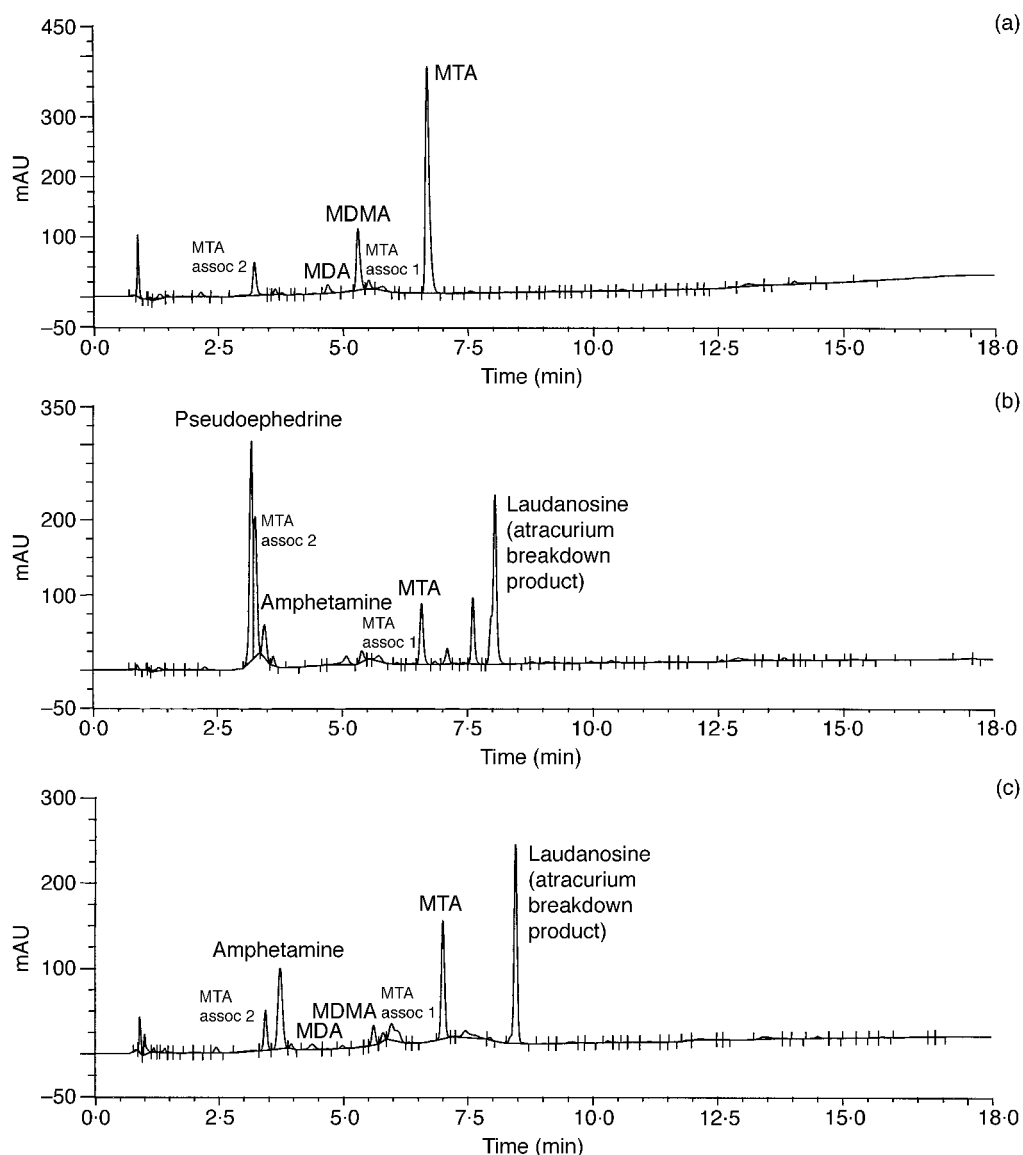 (a)
450
300
200
100
−50
mAU
MTA
MDMA
MTA
assoc 2
MDA
MTA
assoc 1
0·0 2·5 5·0 7·5 10·0 12·5 15·0 18·0
Time (min)
(b)
350
200
100
−50
mAU
Pseudoephedrine
MTA
assoc 2
Amphetamine
MTA
assoc 1
MTA
Laudanosine
(atracurium
breakdown
product)
0·0 2·5 5·0 7·5 10·0 12·5 15·0 18·0
Time (min)
(c)
300
200
100
−50
mAU
MTA
assoc 2
Amphetamine
MDA
MDMA
MTA
assoc 1
MTA
Laudanosine
(atracurium
breakdown
product)
0·0 2·5 5·0 7·5 10·0 12·5 15·0 18·0
Time (min)